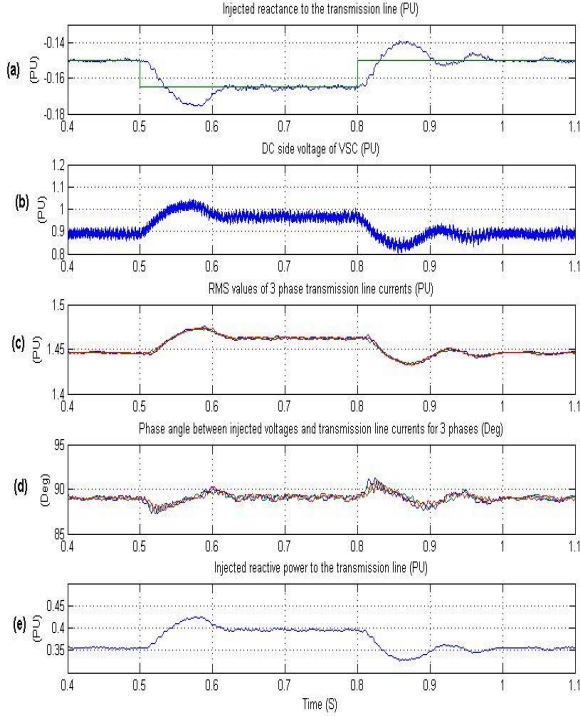 Injected reactance to the transmission line (PU)
(a)
(PU)
-0.14
-0.16
-0.18
0.4 0.5 0.6 0.7 0.8 0.9 1 1.1
DC side voltage of VSC (PU)
(b)
(PU)
1.2
1.1
1
0.9
0.8
0.4 0.5 0.6 0.7 0.8 0.9 1 1.1
RMS values of 3 phase transmission line currents (PU)
(c)
(PU)
1.5
1.45
1.4
0.4 0.5 0.6 0.7 0.8 0.9 1 1.1
Phase angle between injected voltages and transmission line currents for 3 phases (Deg)
(d)
(Deg)
95
90
85
0.4 0.5 0.6 0.7 0.8 0.9 1 1.1
Injected reactive power to the transmission line (PU)
(e)
(PU)
0.45
0.4
0.35
0.4 0.5 0.6 0.7 0.8 0.9 1 1.1
Time (S)